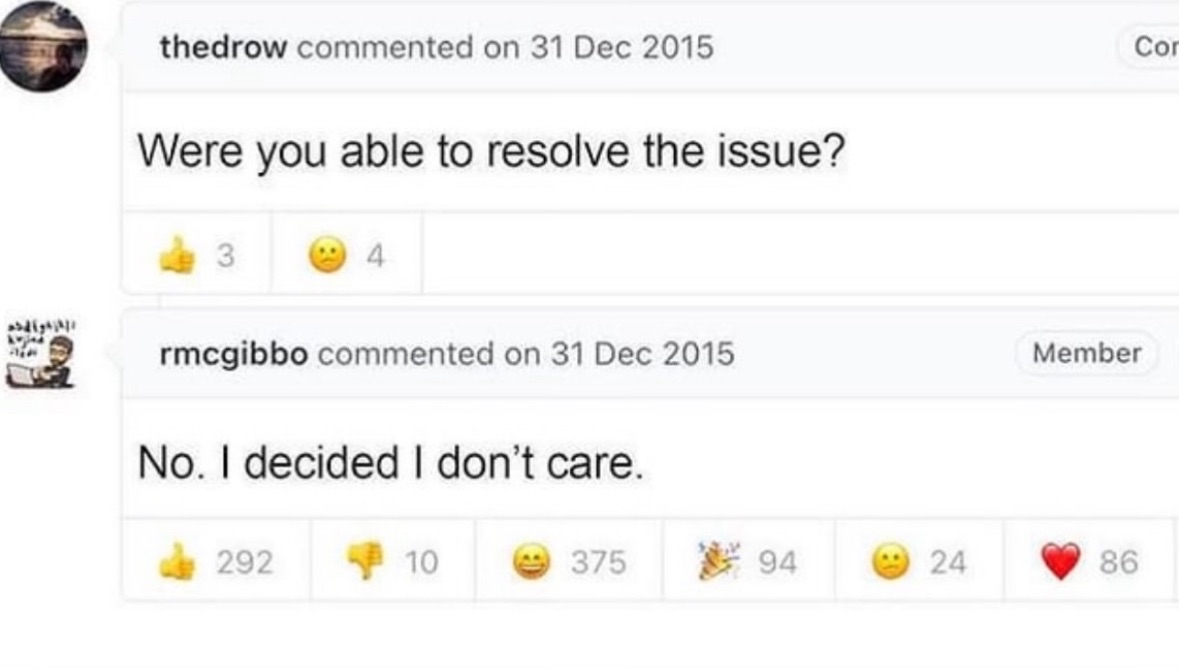 thedrow commented on 31 Dec 2015
Were you able to resolve the issue?
👍 3 😕 4
rmcgibbo commented on 31 Dec 2015 Member
No. I decided I don’t care.
👍 292 👎 10 😄 375 🎉 94 😕 24 ❤️ 86